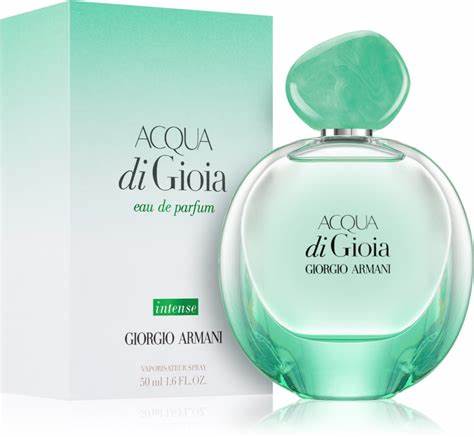 ACQUA
di Gioia
eau de parfum
intense
GIORGIO ARMANI
VAPORISATEUR SPRAY
50 ml 1.6 FL.OZ.
ACQUA
di Gioia
GIORGIO ARMANI